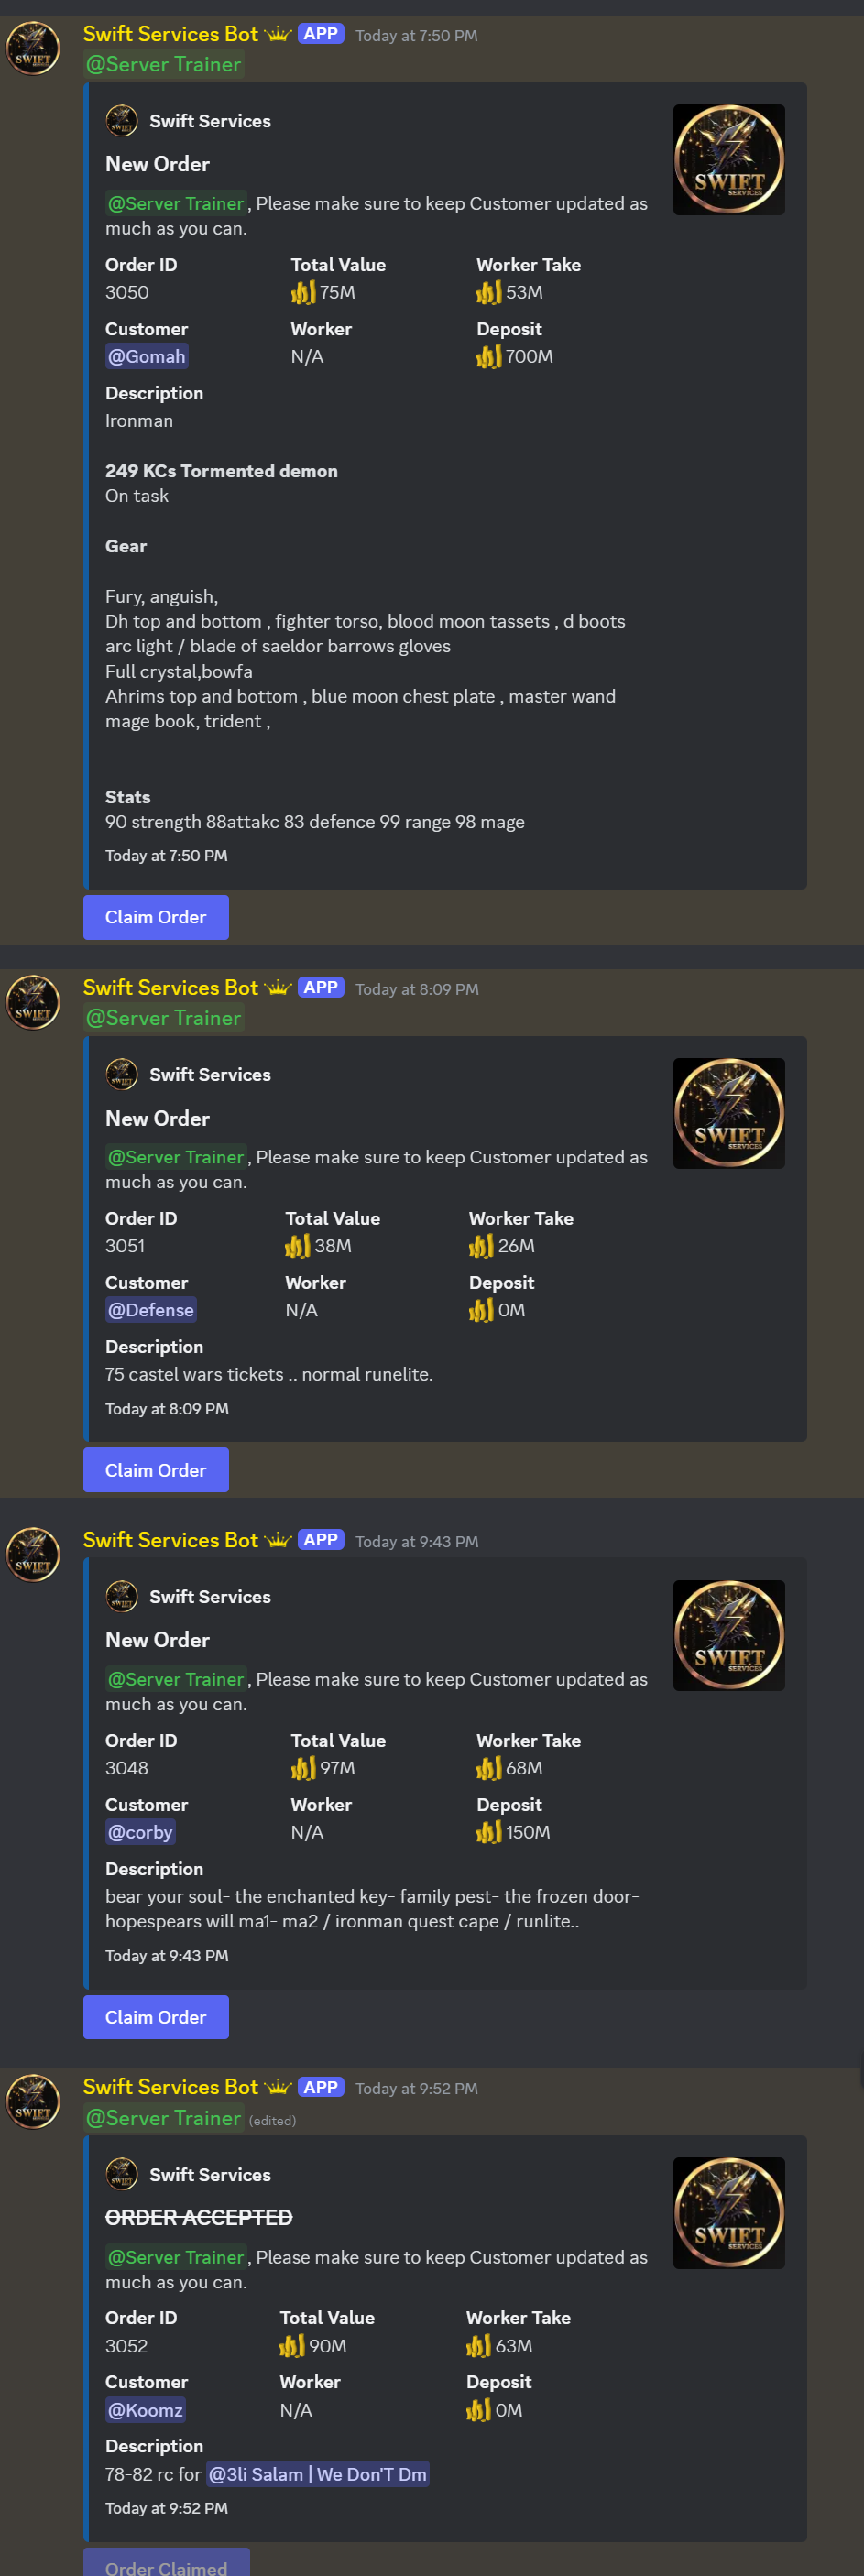 Swift Services Bot APP Today at 7:50 PM
@Server Trainer
Swift Services
SWIFT
SERVICES
New Order
@Server Trainer, Please make sure to keep Customer updated as
much as you can.
Order ID Total Value Worker Take
3050 75M 53M
Customer Worker Deposit
@Gomah N/A 700M
Description
Ironman
249 KCs Tormented demon
On task
Gear
Fury, anguish,
Dh top and bottom , fighter torso, blood moon tassets , d boots
arc light / blade of saeldor barrows gloves
Full crystal,bowfa
Ahrims top and bottom , blue moon chest plate , master wand
mage book, trident ,
Stats
90 strength 88attakc 83 defence 99 range 98 mage
Today at 7:50 PM
Claim Order
Swift Services Bot APP Today at 8:09 PM
@Server Trainer
Swift Services
SWIFT
SERVICES
New Order
@Server Trainer, Please make sure to keep Customer updated as
much as you can.
Order ID Total Value Worker Take
3051 38M 26M
Customer Worker Deposit
@Defense N/A 0M
Description
75 castel wars tickets .. normal runelite.
Today at 8:09 PM
Claim Order
Swift Services Bot APP Today at 9:43 PM
Swift Services
SWIFT
SERVICES
New Order
@Server Trainer, Please make sure to keep Customer updated as
much as you can.
Order ID Total Value Worker Take
3048 97M 68M
Customer Worker Deposit
@corby N/A 150M
Description
bear your soul- the enchanted key- family pest- the frozen door-
hopespears will ma1- ma2 / ironman quest cape / runlite..
Today at 9:43 PM
Claim Order
Swift Services Bot APP Today at 9:52 PM
@Server Trainer (edited)
Swift Services
SWIFT
SERVICES
ORDER ACCEPTED
@Server Trainer, Please make sure to keep Customer updated as
much as you can.
Order ID Total Value Worker Take
3052 90M 63M
Customer Worker Deposit
@Koomz N/A 0M
Description
78-82 rc for @3li Salam | We Don'T Dm
Today at 9:52 PM
Order Claimed